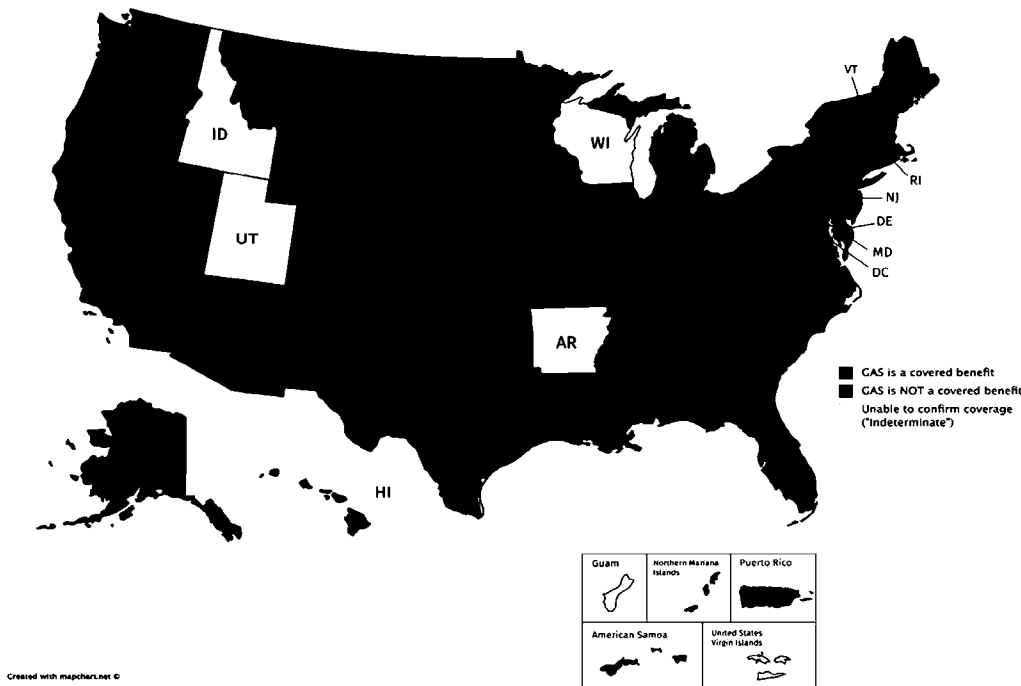 VT
ID
WI
RI
NJ
UT
DE
MD
DC
AR
GAS is a covered benefit
GAS is NOT a covered benefit
Unable to confirm coverage
("Indeterminate")
HI
Guam
Northern Mariana
Islands
Puerto Rico
American Samoa
United States
Virgin Islands
Created with mapchart.net ©